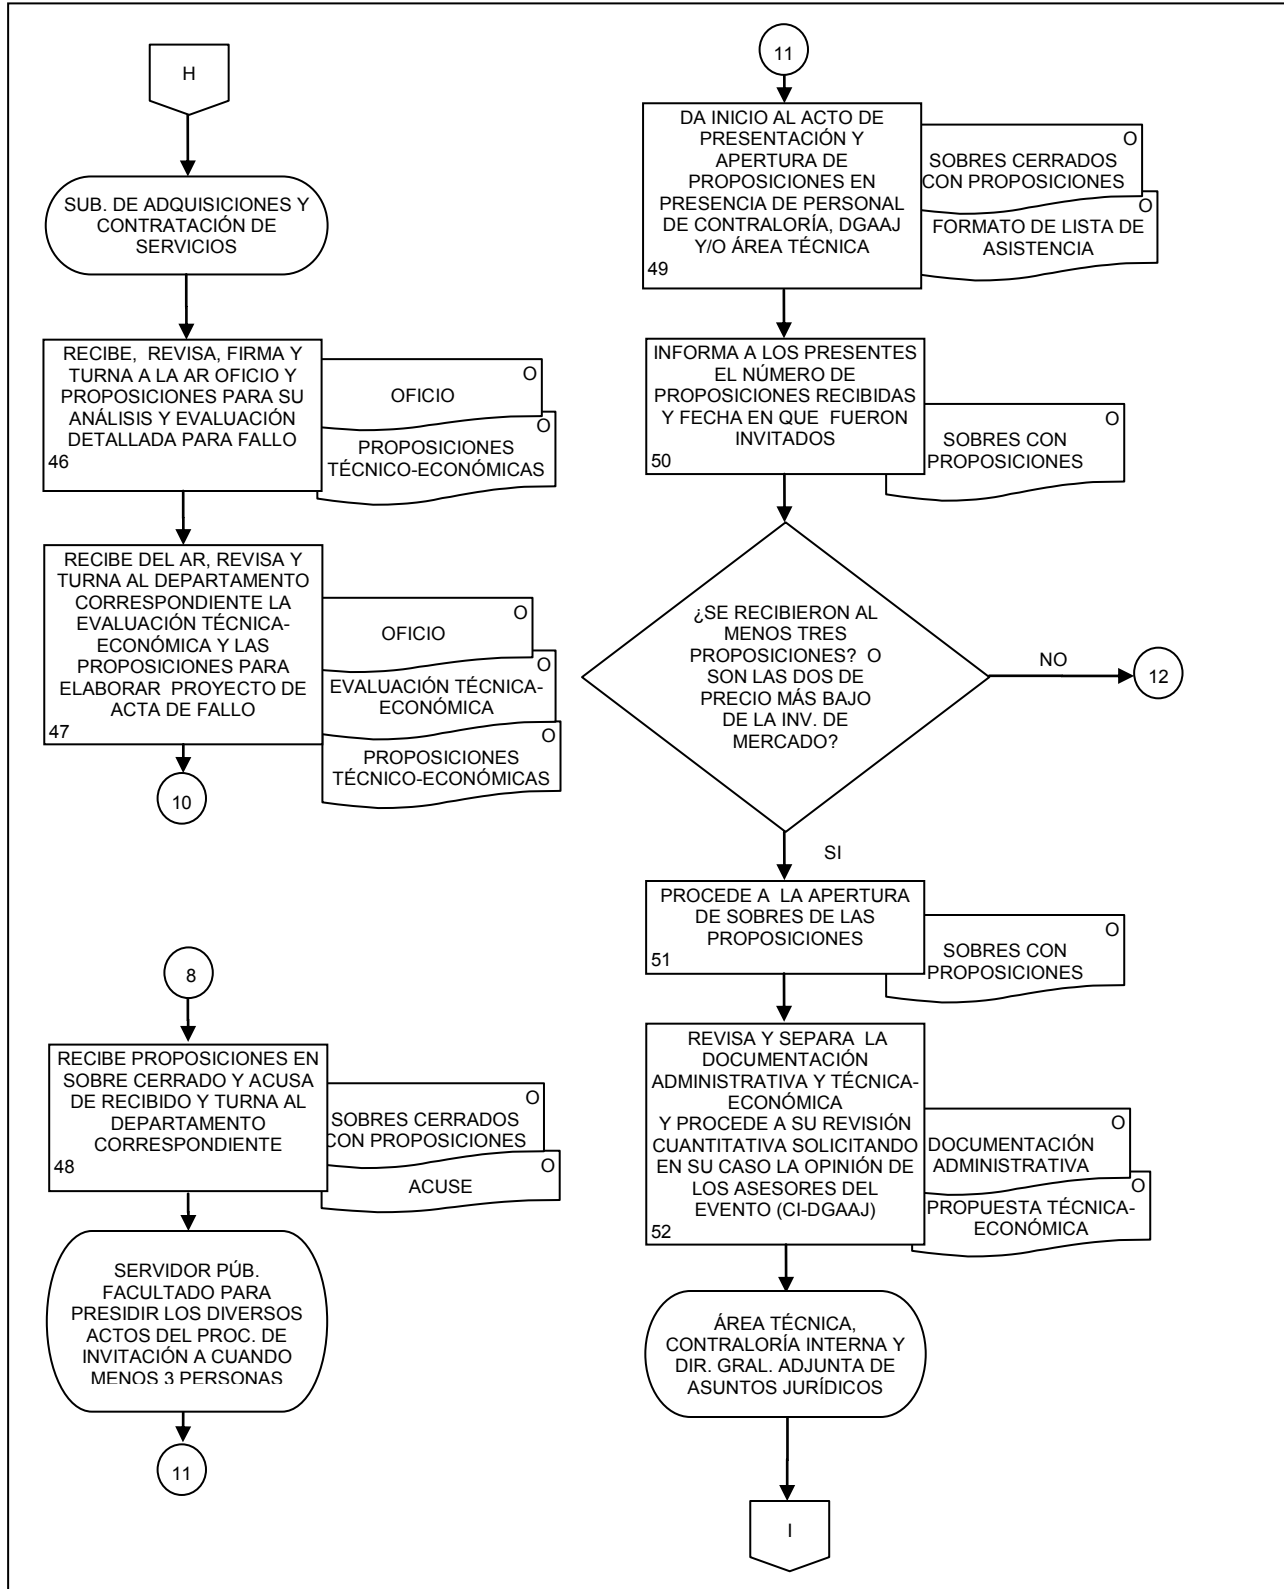 H
SUB. DE ADQUISICIONES Y
CONTRATACIÓN DE
SERVICIOS
RECIBE, REVISA, FIRMA Y
TURNA A LA AR OFICIO Y
PROPOSICIONES PARA SU
ANÁLISIS Y EVALUACIÓN
DETALLADA PARA FALLO
46
O
OFICIO
O
PROPOSICIONES
TÉCNICO-ECONÓMICAS
RECIBE DEL AR, REVISA Y
TURNA AL DEPARTAMENTO
CORRESPONDIENTE LA
EVALUACIÓN TÉCNICA-
ECONÓMICA Y LAS
PROPOSICIONES PARA
ELABORAR PROYECTO DE
ACTA DE FALLO
47
O
OFICIO
O
EVALUACIÓN TÉCNICA-
ECONÓMICA
O
PROPOSICIONES
TÉCNICO-ECONÓMICAS
10
8
RECIBE PROPOSICIONES EN
SOBRE CERRADO Y ACUSA
DE RECIBIDO Y TURNA AL
DEPARTAMENTO
CORRESPONDIENTE
48
O
SOBRES CERRADOS
CON PROPOSICIONES
O
ACUSE
SERVIDOR PÚB.
FACULTADO PARA
PRESIDIR LOS DIVERSOS
ACTOS DEL PROC. DE
INVITACIÓN A CUANDO
MENOS 3 PERSONAS
11
11
DA INICIO AL ACTO DE
PRESENTACIÓN Y
APERTURA DE
PROPOSICIONES EN
PRESENCIA DE PERSONAL
DE CONTRALORÍA, DGAAJ
Y/O ÁREA TÉCNICA
49
O
SOBRES CERRADOS
CON PROPOSICIONES
O
FORMATO DE LISTA DE
ASISTENCIA
INFORMA A LOS PRESENTES
EL NÚMERO DE
PROPOSICIONES RECIBIDAS
Y FECHA EN QUE FUERON
INVITADOS
50
O
SOBRES CON
PROPOSICIONES
¿SE RECIBIERON AL
MENOS TRES
PROPOSICIONES? O
SON LAS DOS DE
PRECIO MÁS BAJO
DE LA INV. DE
MERCADO?
NO
12
SI
PROCEDE A LA APERTURA
DE SOBRES DE LAS
PROPOSICIONES
51
O
SOBRES CON
PROPOSICIONES
REVISA Y SEPARA LA
DOCUMENTACIÓN
ADMINISTRATIVA Y TÉCNICA-
ECONÓMICA
Y PROCEDE A SU REVISIÓN
CUANTITATIVA SOLICITANDO
EN SU CASO LA OPINIÓN DE
LOS ASESORES DEL
EVENTO (CI-DGAAJ)
52
O
DOCUMENTACIÓN
ADMINISTRATIVA
O
PROPUESTA TÉCNICA-
ECONÓMICA
ÁREA TÉCNICA,
CONTRALORÍA INTERNA Y
DIR. GRAL. ADJUNTA DE
ASUNTOS JURÍDICOS
I